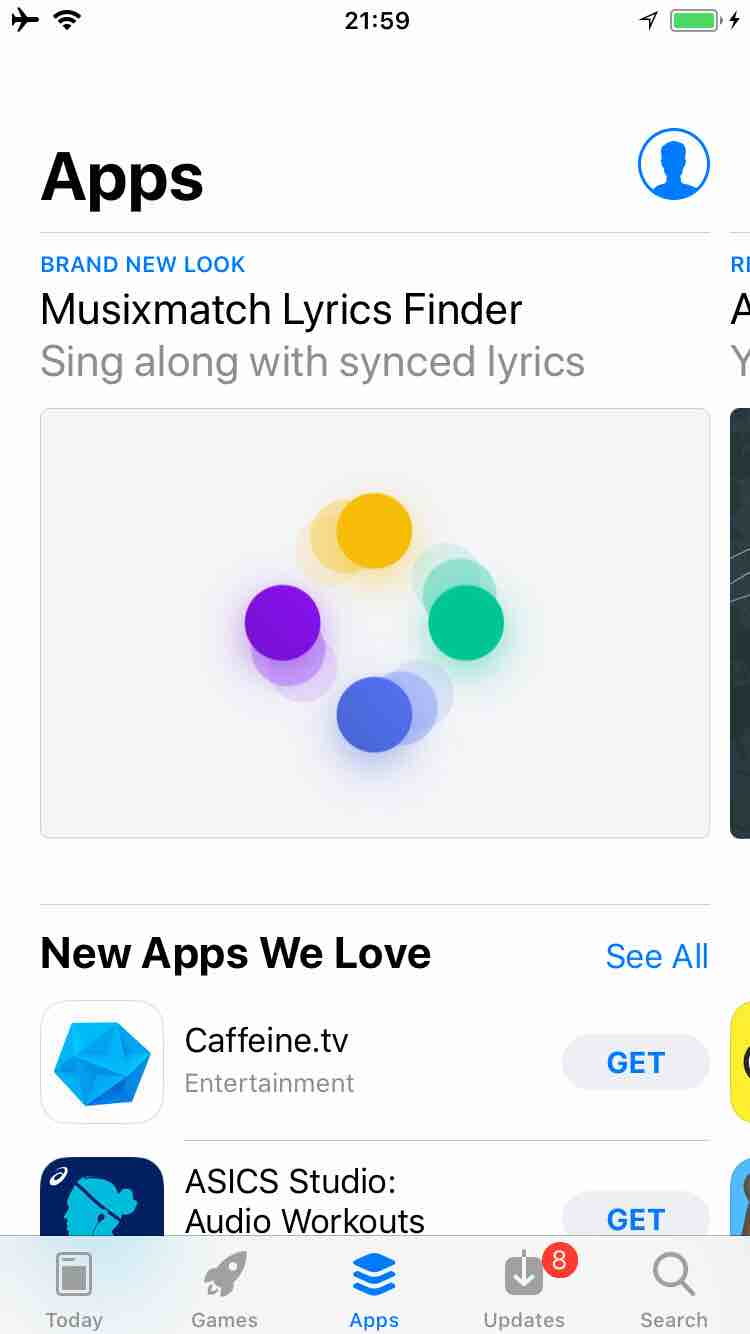 21:59
Apps
BRAND NEW LOOK
Musixmatch Lyrics Finder
Sing along with synced lyrics
New Apps We Love
See All
Caffeine.tv
Entertainment
GET
ASICS Studio:
Audio Workouts
GET
8
Today
Games
Apps
Updates
Search